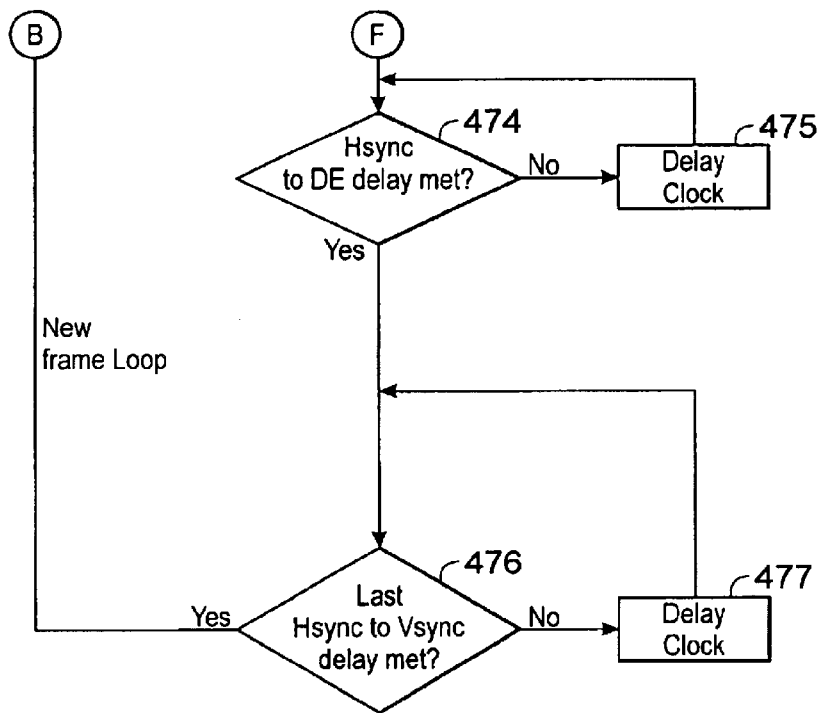 B
F
474
475
Hsync
to DE delay met?
No
Delay
Clock
Yes
New
frame Loop
476
477
Last
Hsync to Vsync
delay met?
Yes
No
Delay
Clock